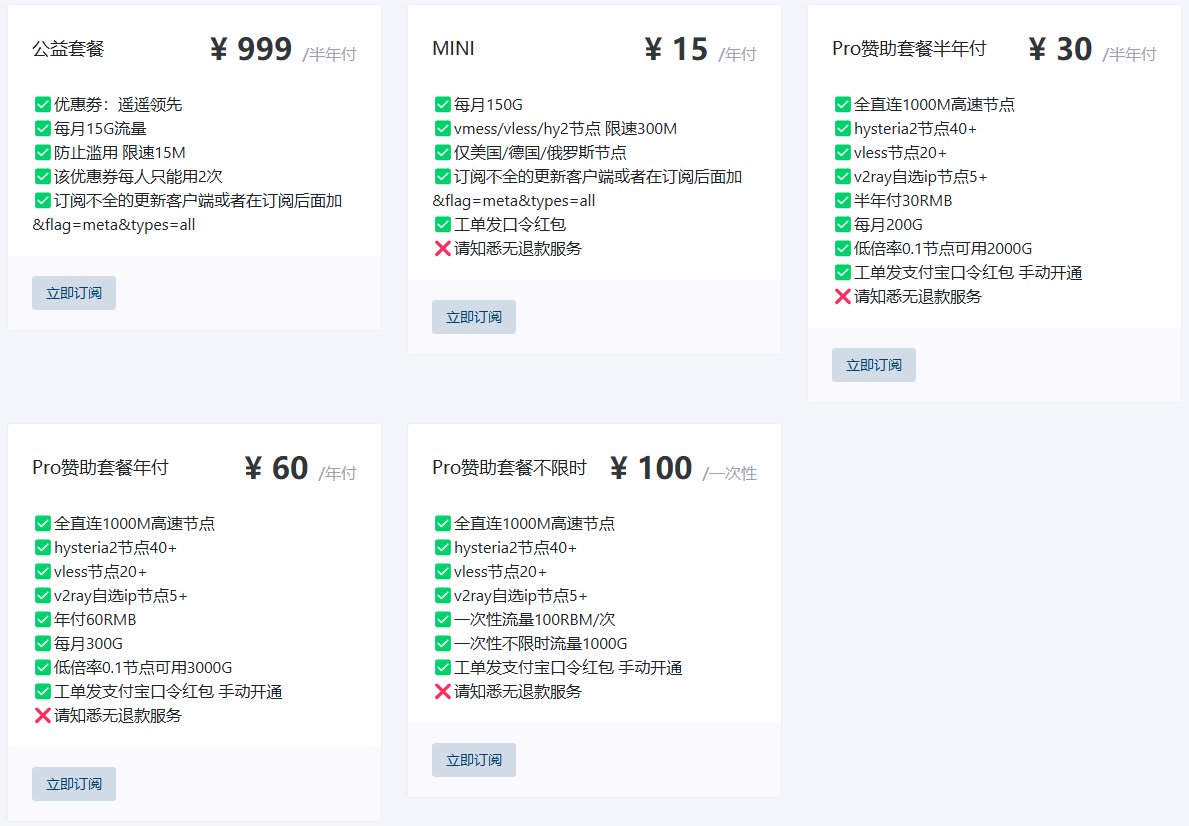 公益套餐
¥ 999 /半年付
优惠劵：遥遥领先
每月15G流量
防止滥用 限速15M
该优惠券每人只能用2次
订阅不全的更新客户端或者在订阅后面加
&flag=meta&types=all
立即订阅
MINI
¥ 15 /年付
每月150G
vmess/vless/hy2节点 限速300M
仅美国/德国/俄罗斯节点
订阅不全的更新客户端或者在订阅后面加
&flag=meta&types=all
工单发口令红包
请知悉无退款服务
立即订阅
Pro赞助套餐半年付
¥ 30 /半年付
全直连1000M高速节点
hysteria2节点40+
vless节点20+
v2ray自选ip节点5+
半年付30RMB
每月200G
低倍率0.1节点可用2000G
工单发支付宝口令红包 手动开通
请知悉无退款服务
立即订阅
Pro赞助套餐年付
¥ 60 /年付
全直连1000M高速节点
hysteria2节点40+
vless节点20+
v2ray自选ip节点5+
年付60RMB
每月300G
低倍率0.1节点可用3000G
工单发支付宝口令红包 手动开通
请知悉无退款服务
立即订阅
Pro赞助套餐不限时
¥ 100 /一次性
全直连1000M高速节点
hysteria2节点40+
vless节点20+
v2ray自选ip节点5+
一次性流量100RBM/次
一次性不限时流量1000G
工单发支付宝口令红包 手动开通
请知悉无退款服务
立即订阅